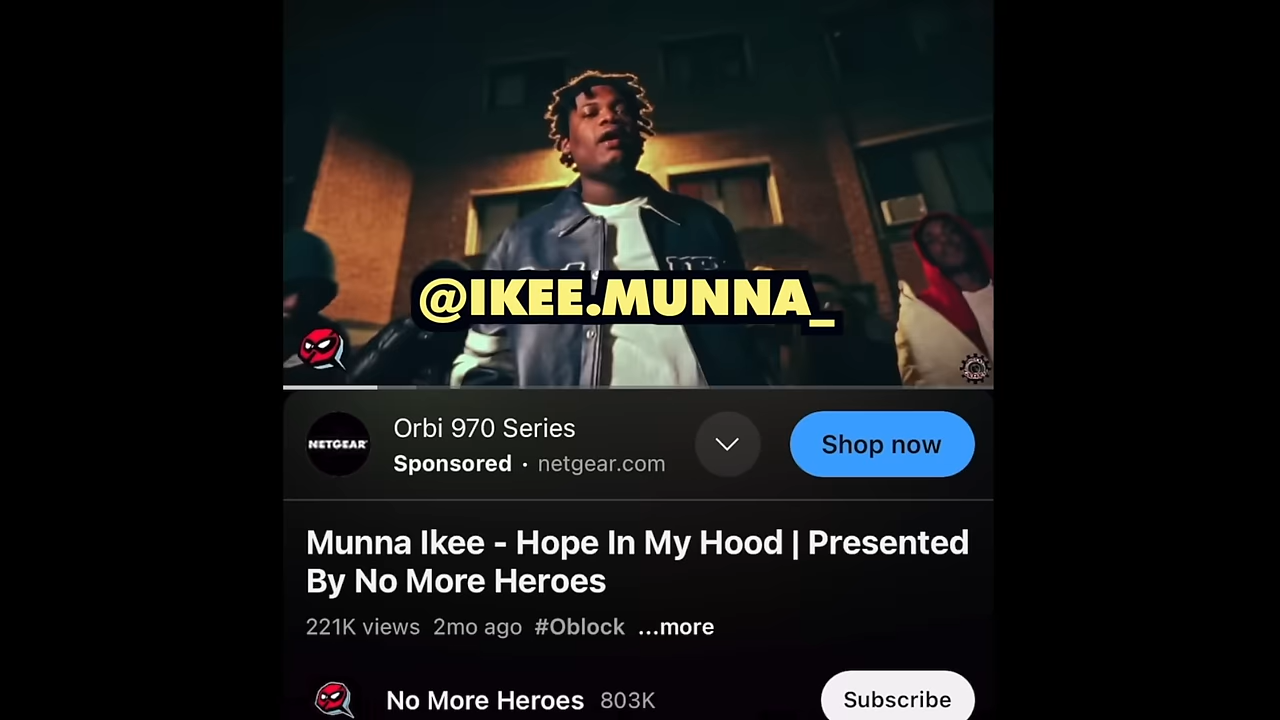 @IKEE.MUNNA_
NETGEAR
Orbi 970 Series
Sponsored · netgear.com
Shop now
Munna Ikee - Hope In My Hood | Presented
By No More Heroes
221K views 2mo ago #Oblock ...more
No More Heroes 803K
Subscribe